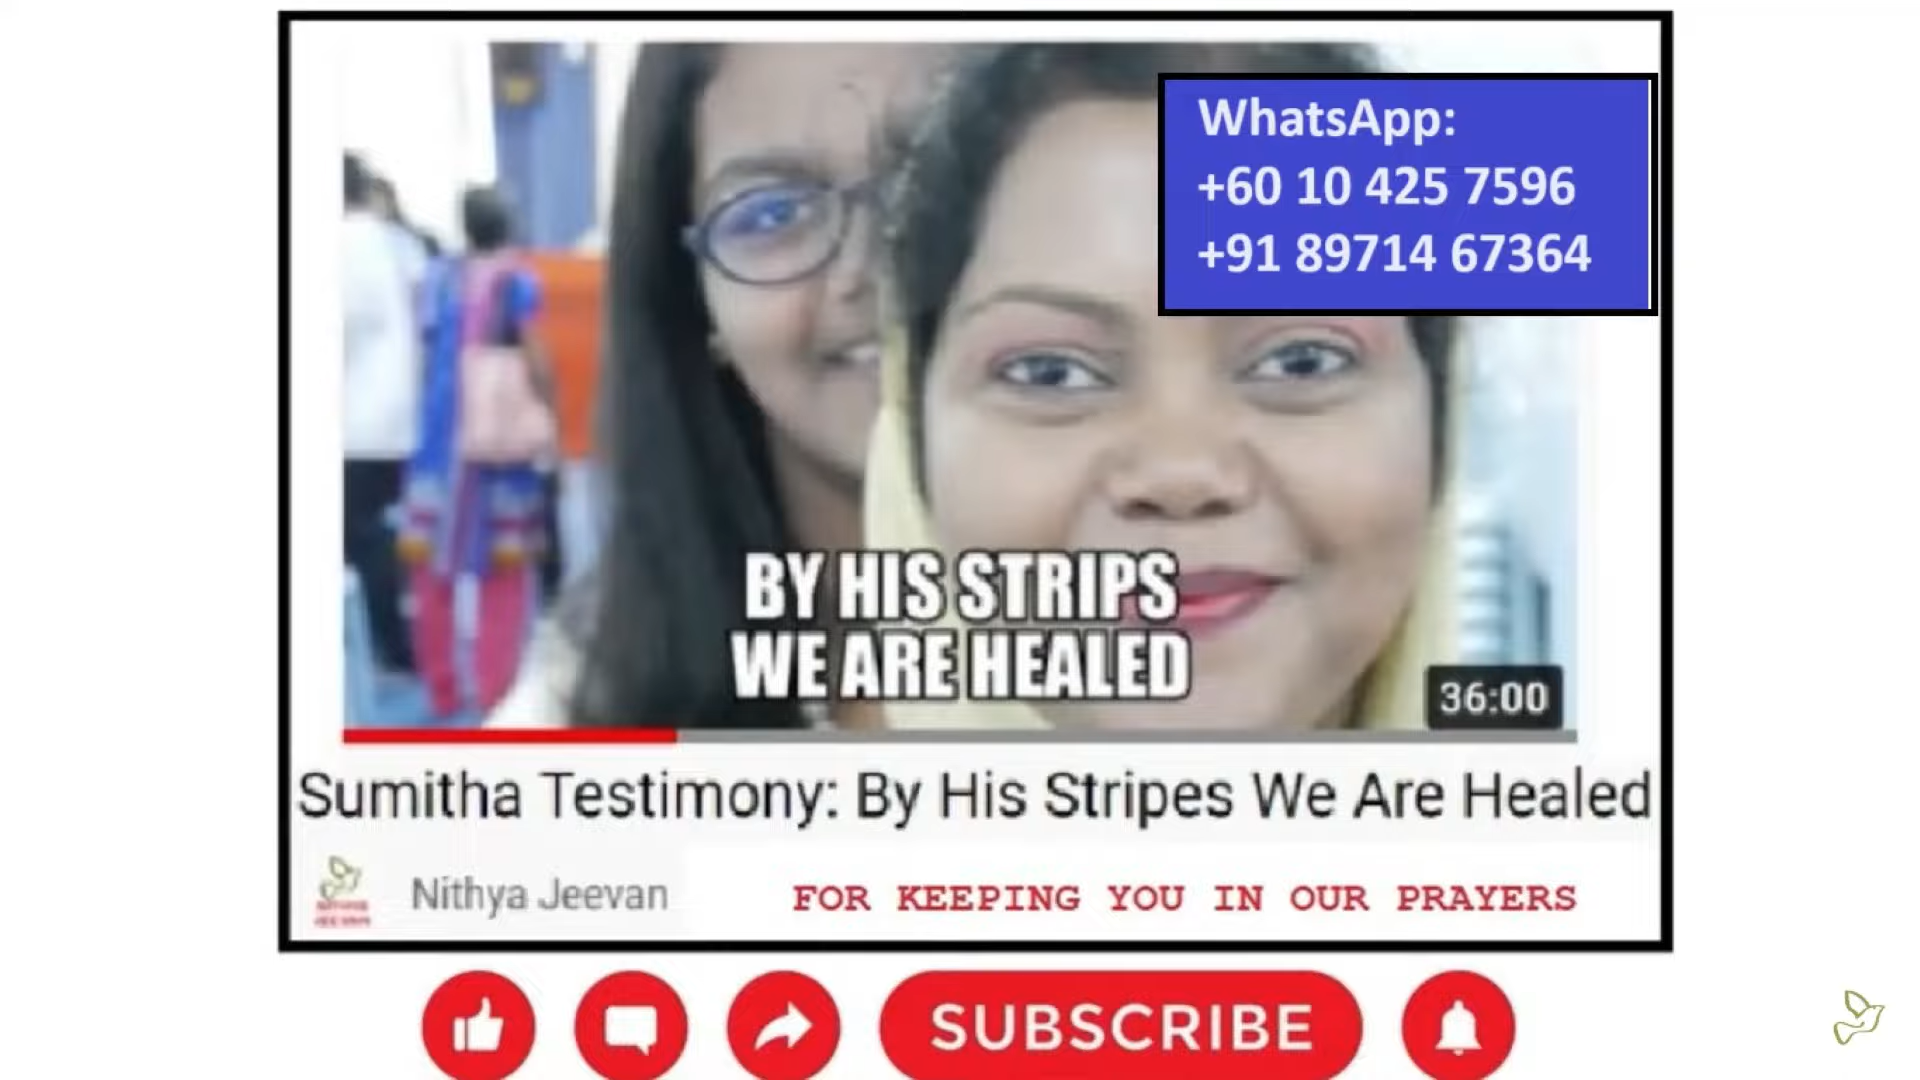 WhatsApp:
+60 10 425 7596
+91 89714 67364
BY HIS STRIPS
WE ARE HEALED
36:00
Sumitha Testimony: By His Stripes We Are Healed
Nithya Jeevan
FOR KEEPING YOU IN OUR PRAYERS
SUBSCRIBE